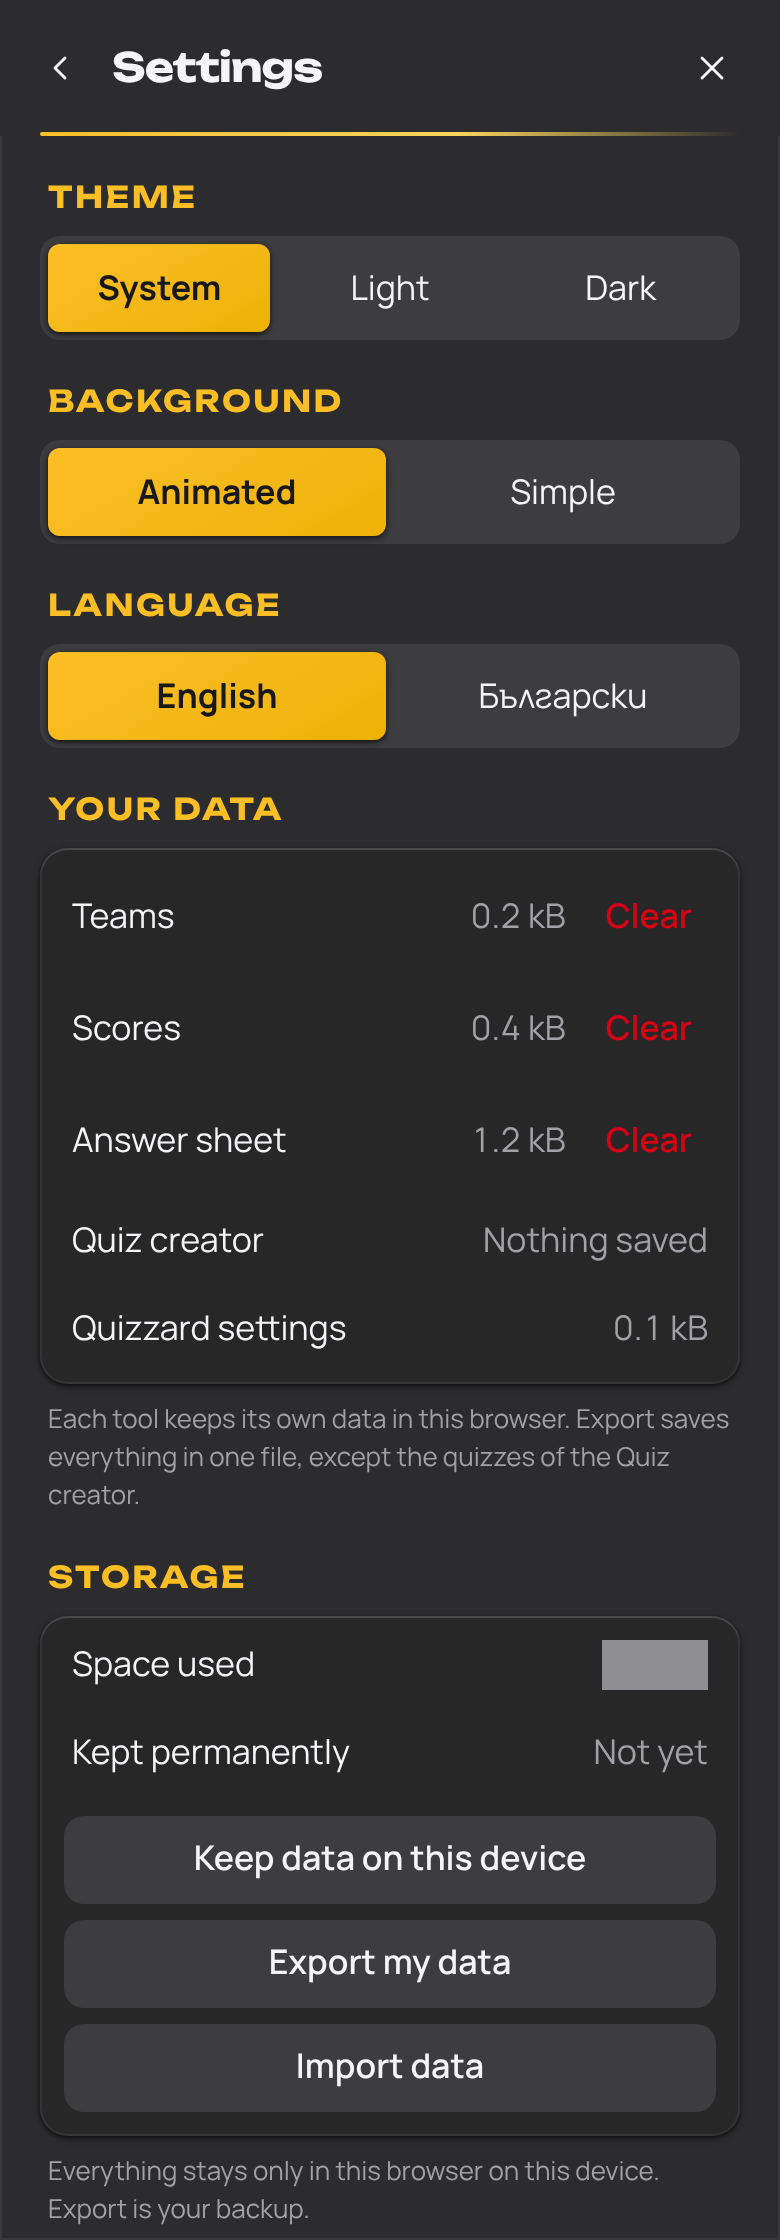 Settings
THEME
System Light Dark
BACKGROUND
Animated Simple
LANGUAGE
English Български
YOUR DATA
Teams 0.2 kB Clear
Scores 0.4 kB Clear
Answer sheet 1.2 kB Clear
Quiz creator Nothing saved
Quizzard settings 0.1 kB
Each tool keeps its own data in this browser. Export saves
everything in one file, except the quizzes of the Quiz
creator.
STORAGE
Space used
Kept permanently Not yet
Keep data on this device
Export my data
Import data
Everything stays only in this browser on this device.
Export is your backup.